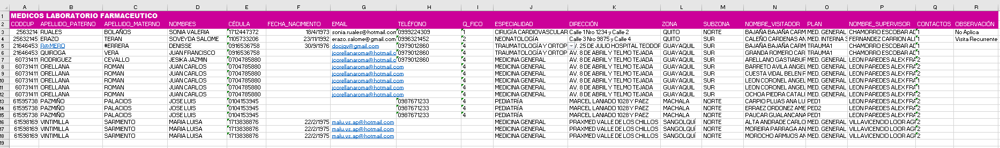 A B C D E F G H I J K L M N O P Q R
1 MEDICOS LABORATORIO FARMACEUTICO
2 CODCUP APELLIDO_PATERNO APELLIDO_MATERNO NOMBRES CÉDULA FECHA_NACIMIENTO EMAIL TELÉFONO Q_FICO ESPECIALIDAD DIRECCIÓN ZONA SUBZONA NOMBRE_VISITADOR PLAN NOMBRE_SUPERVISOR CONTACTOS OBSERVACIÓN
3 2563214 RUALES BOLAÑOS SONIA VALERIA 1712447372 18/4/1973 sonia.ruales@hotmail.com 0999224309 1 CIRUGÍA CARDIOVASCULAR Calle 1 Nro 1234 y Calle 2 QUITO NORTE BAJAÑA BAJAÑA CARM MED. GENERAL CHAMORRO ESCOBAR AD 1 No Aplica
4 25632145 ERAZO TERAN SOVEYDA SALOME 1105733206 23/11/1992 erazo.salome@gmail.com 0996321452 2 NEONATOLOGÍA Calle 3 Nro 9875 y Calle 4 QUITO SUR CALEÑO CARDENAS AN MED. INTERNA 3 FERNANDEZ CARRION ALI 1 Visita Recurrente
5 21646453 R@MERO #ERRERA DENISSE 0916536758 30/9/1976 docjqv@gmail.com 0979012860 4 TRAUMATOLOGÍA Y ORTOP . 25 DE JULIO HOSPITAL TEODOR GUAYAQUIL SUR BAJAÑA BAJAÑA CARM TRAUMA1 CHAMORRO ESCOBAR AD 1
6 21646453 QUIROGA VERA JUAN FRANCISCO 0916536758 jcorellanaroma@hotmail.c 0979012860 4 TRAUMATOLOGÍA Y ORTOP AV. 8 DE ABRIL Y TELMO TEJADA GUAYAQUIL SUR GRANDA ROMERO CAR TRAUMA1 CHAMORRO ESCOBAR AD 1
7 60731411 RODRIGUEZ CEVALLO JESIKA JAZMIN 0704785880 jcorellanaroma@hotmail.c 0979012860 4 MEDICINA GENERAL AV. 8 DE ABRIL Y TELMO TEJADA GUAYAQUIL SUR ARELLANO GASTIABUF MED. GENERAL LEON PAREDES ALEX FRA 2
8 60731411 ORELLANA ROMAN JUAN CARLOS 0704785880 jcorellanaroma@hotmail.com 4 MEDICINA GENERAL AV. 8 DE ABRIL Y TELMO TEJADA GUAYAQUIL SUR BARRETO AVILA ANGEL MED. GENERAL LEON PAREDES ALEX FRA 2
9 60731411 ORELLANA ROMAN JUAN CARLOS 0704785880 jcorellanaroma@hotmail.com 4 MEDICINA GENERAL AV. 8 DE ABRIL Y TELMO TEJADA GUAYAQUIL SUR CUESTA VIDAL BELEN F MED. GENERAL LEON PAREDES ALEX FRA 2
10 60731411 ORELLANA ROMAN JUAN CARLOS 0704785880 jcorellanaroma@hotmail.com 4 MEDICINA GENERAL AV. 8 DE ABRIL Y TELMO TEJADA GUAYAQUIL SUR LEON CORONEL ANGEL MED. GENERAL LEON PAREDES ALEX FRA 1
11 60731411 ORELLANA ROMAN JUAN CARLOS 0704785880 jcorellanaroma@hotmail.com 4 MEDICINA GENERAL AV. 8 DE ABRIL Y TELMO TEJADA GUAYAQUIL SUR LEON CORONEL ANGEL MED. GENERAL LEON PAREDES ALEX FRA 2
12 60731411 ORELLANA ROMAN JUAN CARLOS 0704785880 jcorellanaroma@hotmail.com 4 MEDICINA GENERAL AV. 8 DE ABRIL Y TELMO TEJADA GUAYAQUIL SUR OCHOA PIEDRA CATALI MED. GENERAL LEON PAREDES ALEX FRA 2
13 61595738 PAZMIÑO PALACIOS JOSE LUIS 0104153945 0987671233 4 PEDIATRÍA MARCEL LANIADO 1028 Y PAEZ MACHALA NORTE CARPIO PLUAS ANA LU PED1 LEON PAREDES ALEX FRA 2
14 61595738 PAZMIÑO PALACIOS JOSE LUIS 0104153945 0987671233 4 PEDIATRÍA MARCEL LANIADO 1028 Y PAEZ MACHALA NORTE ERRAEZ ORDONEZ AME PED2 LEON PAREDES ALEX FRA 2
15 61595738 PAZMIÑO PALACIOS JOSE LUIS 0104153945 0987671233 4 PEDIATRÍA MARCEL LANIADO 1028 Y PAEZ MACHALA NORTE PAUCAR GUALANCANA PED1 LEON PAREDES ALEX FRA 2
16 61598169 VINTIMILLA SARMIENTO MARIA LUISA 1713838876 22/2/1975 malu.vs.ap@hotmail.com MEDICINA GENERAL PRAXMED VALLE DE LOS CHILLOS SANGOLQUÍ NORTE ALTA ANDRADE CARLO MED. GENERAL VILLAVICENCIO LOOR AGI 2
17 61598169 VINTIMILLA SARMIENTO MARIA LUISA 1713838876 22/2/1975 malu.vs.ap@hotmail.com MEDICINA GENERAL PRAXMED VALLE DE LOS CHILLOS SANGOLQUÍ NORTE MOREIRA PARRAGA AN MED. GENERAL VILLAVICENCIO LOOR AGI 2
18 61598169 VINTIMILLA SARMIENTO MARIA LUISA 1713838876 22/2/1975 malu.vs.ap@hotmail.com MEDICINA GENERAL PRAXMED VALLE DE LOS CHILLOS SANGOLQUÍ NORTE MOROCHO ARMIJOS AN MED. GENERAL VILLAVICENCIO LOOR AGI 2
19